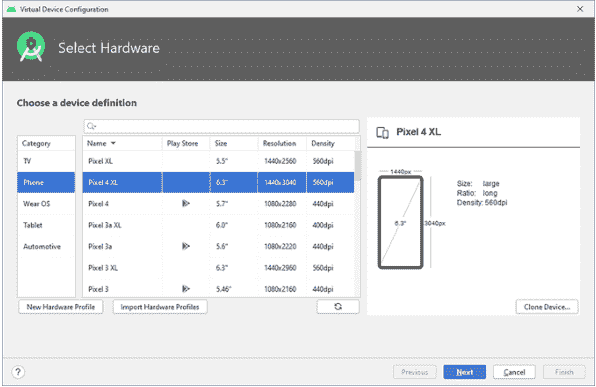 Virtual Device Configuration
Select Hardware
Choose a device definition
Category
TV
Phone
Wear OS
Tablet
Automotive
Name Play Store Size Resolution Density
Pixel XL 5.5" 1440x2560 560dpi
Pixel 4 XL 6.3" 1440x3040 560dpi
Pixel 4 5.7" 1080x2280 440dpi
Pixel 3a XL 6.0" 1080x2160 400dpi
Pixel 3a 5.6" 1080x2220 440dpi
Pixel 3 XL 6.3" 1440x2960 560dpi
Pixel 3 5.46" 1080x2160 440dpi
New Hardware Profile Import Hardware Profiles
Pixel 4 XL
1440px
6.3"
3040px
Size: large
Ratio: long
Density: 560dpi
Clone Device...
? Previous Next Cancel Finish